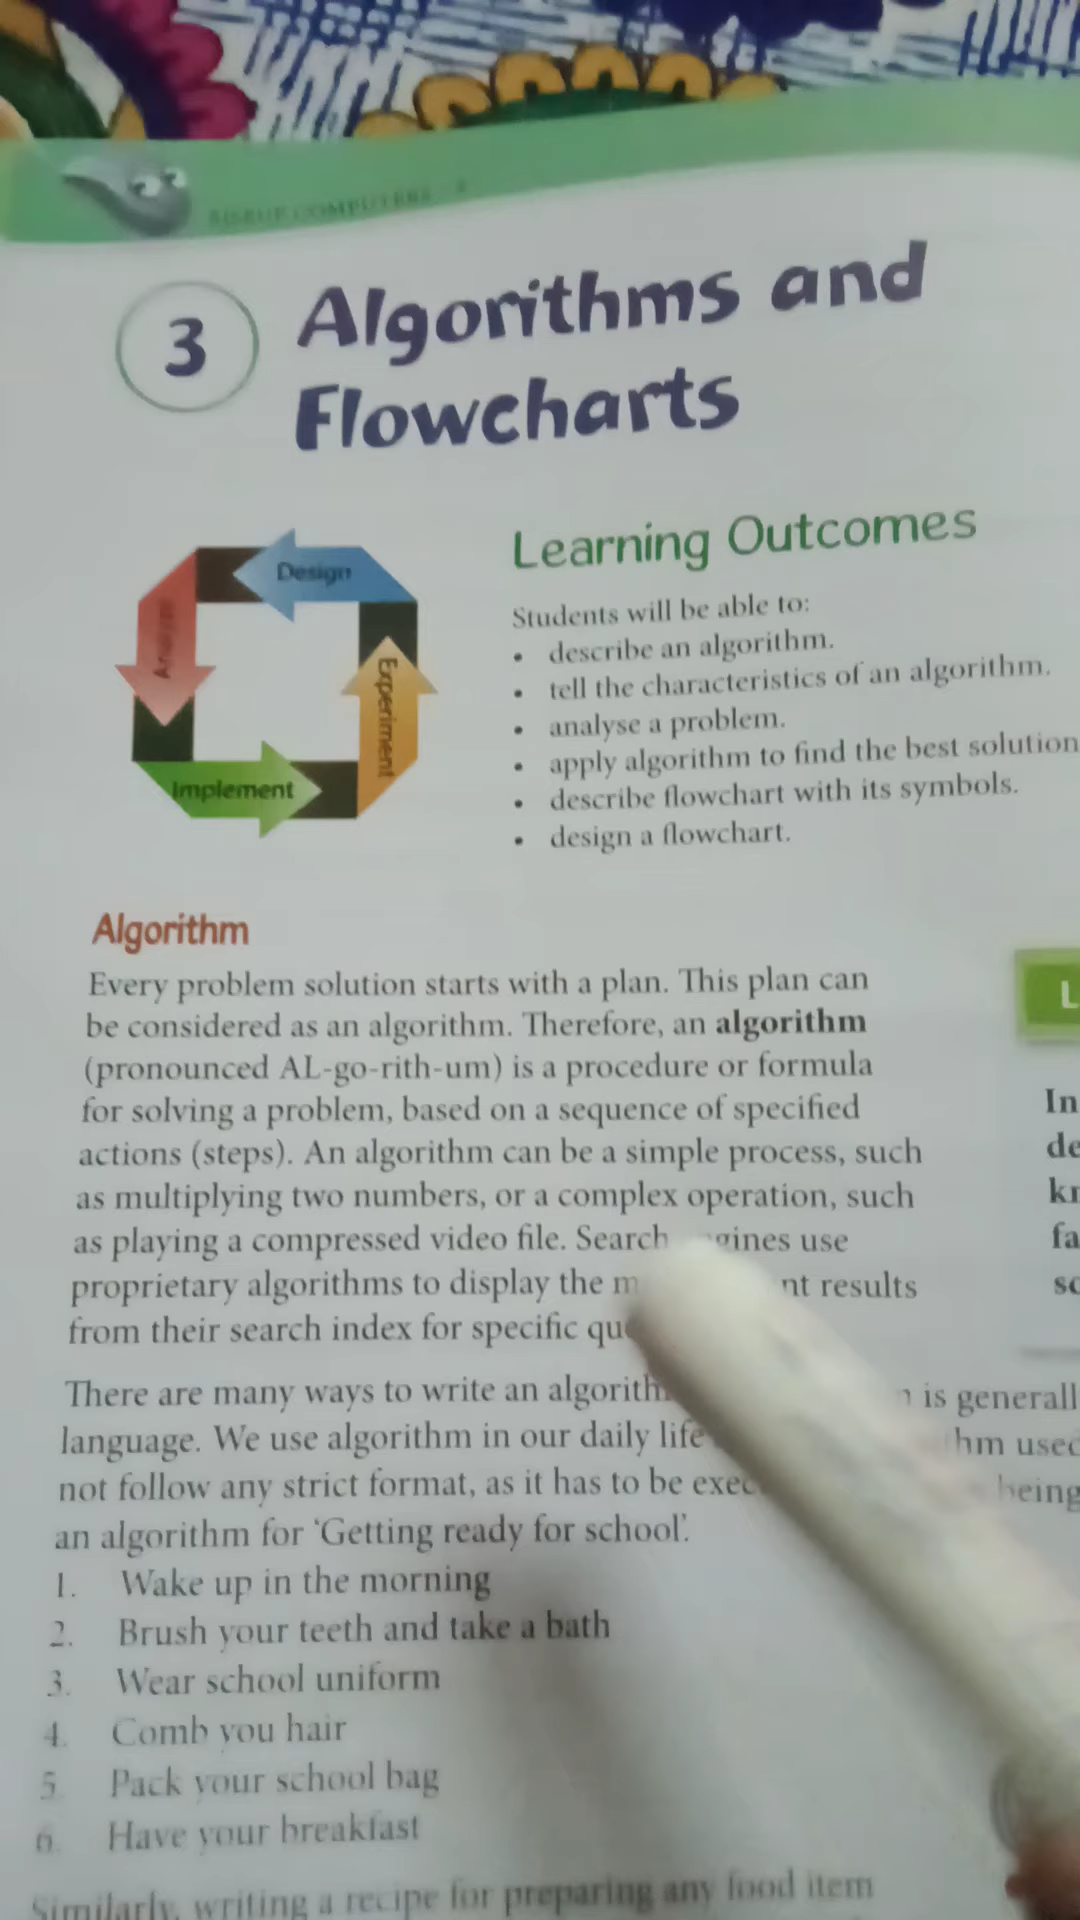 3
Algorithms and
Flowcharts
Design
Experiment
Implement
Learning Outcomes
Students will be able to:
• describe an algorithm.
• tell the characteristics of an algorithm.
• analyse a problem.
• apply algorithm to find the best solution
• describe flowchart with its symbols.
• design a flowchart.
Algorithm
Every problem solution starts with a plan. This plan can
be considered as an algorithm. Therefore, an algorithm
(pronounced AL-go-rith-um) is a procedure or formula
for solving a problem, based on a sequence of specified
actions (steps). An algorithm can be a simple process, such
as multiplying two numbers, or a complex operation, such
as playing a compressed video file. Search use
proprietary algorithms to display the results
from their search index for specific
There are many ways to write an is
language. We use algorithm in our daily life
not follow any strict format, as it has to be being
an algorithm for 'Getting ready for school'.
1. Wake up in the morning
2. Brush your teeth and take a bath
3. Wear school uniform
4. Comb you hair
5. Pack your school bag
6. Have your breakfast
Similarly, writing a recipe for preparing any food item
L
In